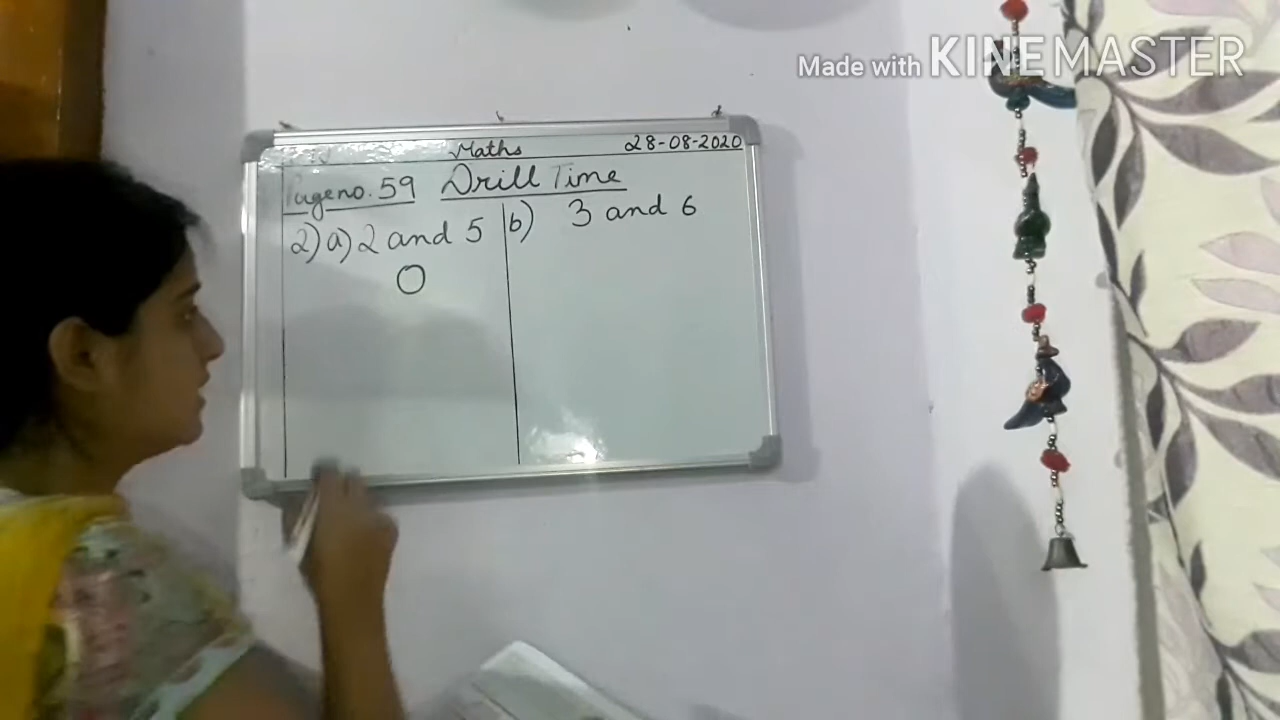 Made with KINEMASTER
Maths 28-08-2020
Page no. 59 Drill Time
2) a) 2 and 5 b) 3 and 6
0